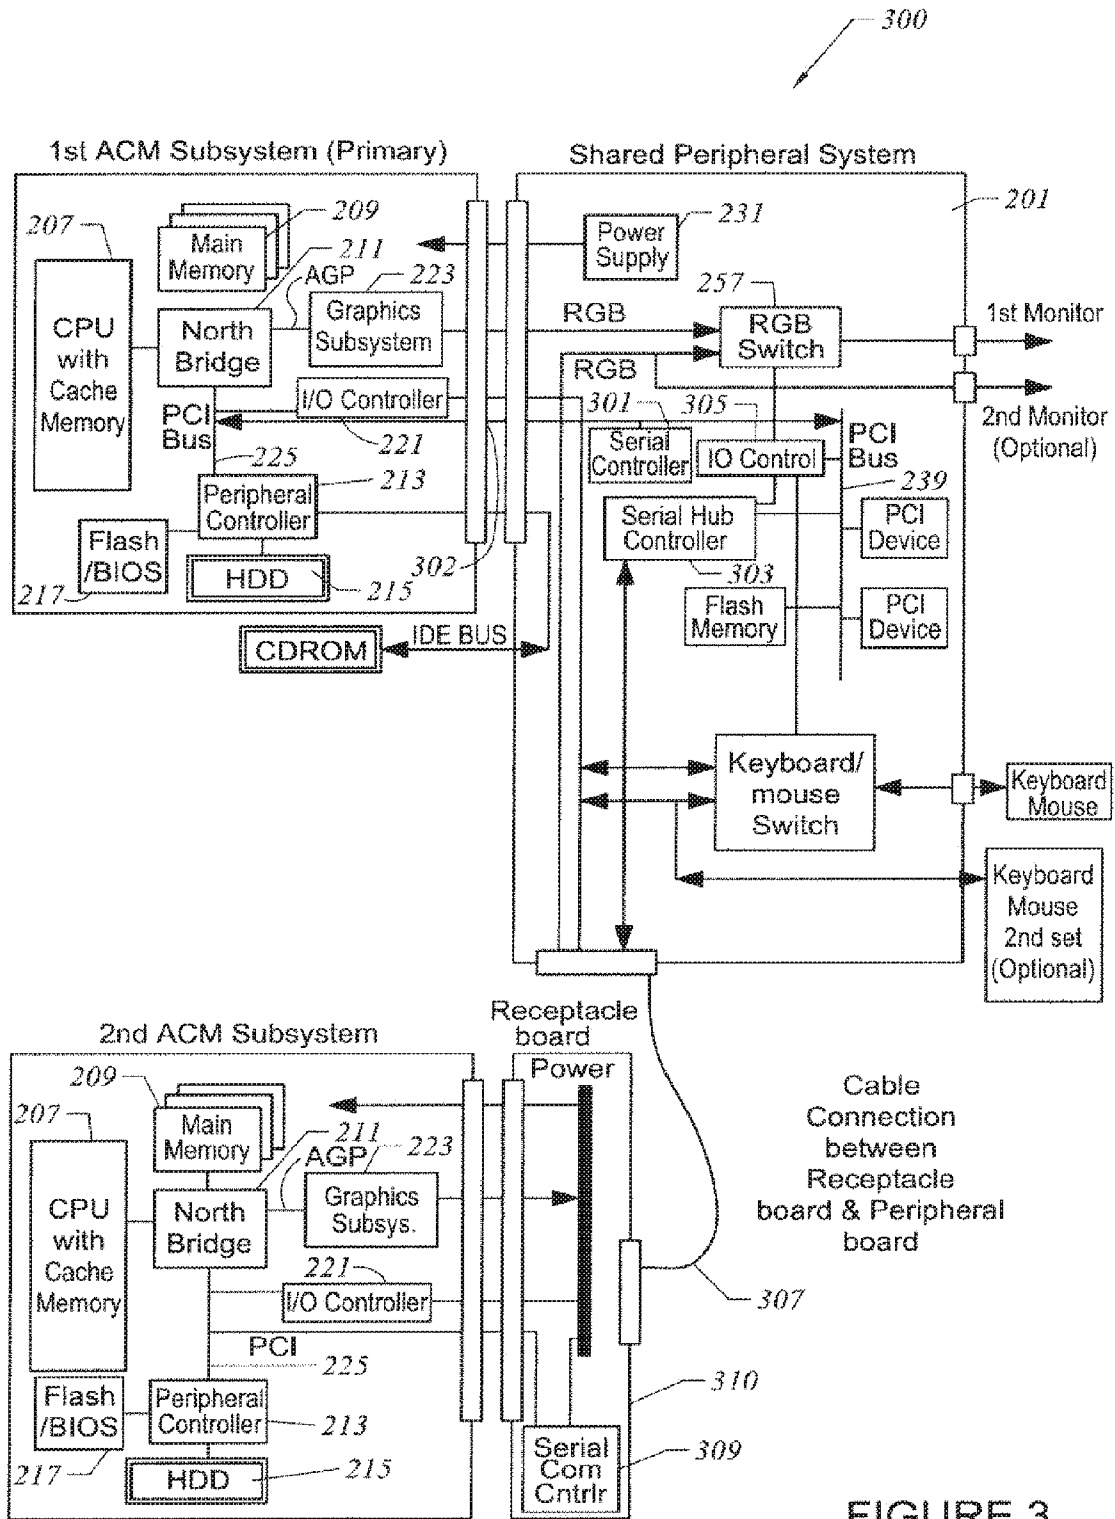 300
1st ACM Subsystem (Primary)
Shared Peripheral System
207
209
Main
Memory
211
AGP
223
CPU
with
Cache
Memory
North
Bridge
Graphics
Subsystem
I/O Controller
PCI
Bus
221
225
213
Peripheral
Controller
Flash
/BIOS
217
HDD
215
302
CDROM
IDE BUS
231
201
Power
Supply
257
RGB
RGB
Switch
RGB
1st Monitor
2nd Monitor
(Optional)
301
305
Serial
Controller
IO Control
PCI
Bus
239
Serial Hub
Controller
303
PCI
Device
Flash
Memory
PCI
Device
Keyboard/
mouse
Switch
Keyboard
Mouse
Keyboard
Mouse
2nd set
(Optional)
2nd ACM Subsystem
Receptacle
board
Power
209
207
Main
Memory
211
AGP
223
CPU
with
Cache
Memory
North
Bridge
Graphics
Subsys.
221
I/O Controller
PCI
225
Flash
/BIOS
Peripheral
Controller
213
217
HDD
215
Cable
Connection
between
Receptacle
board & Peripheral
board
307
310
309
Serial
Com
Cntrlr
FIGURE 3